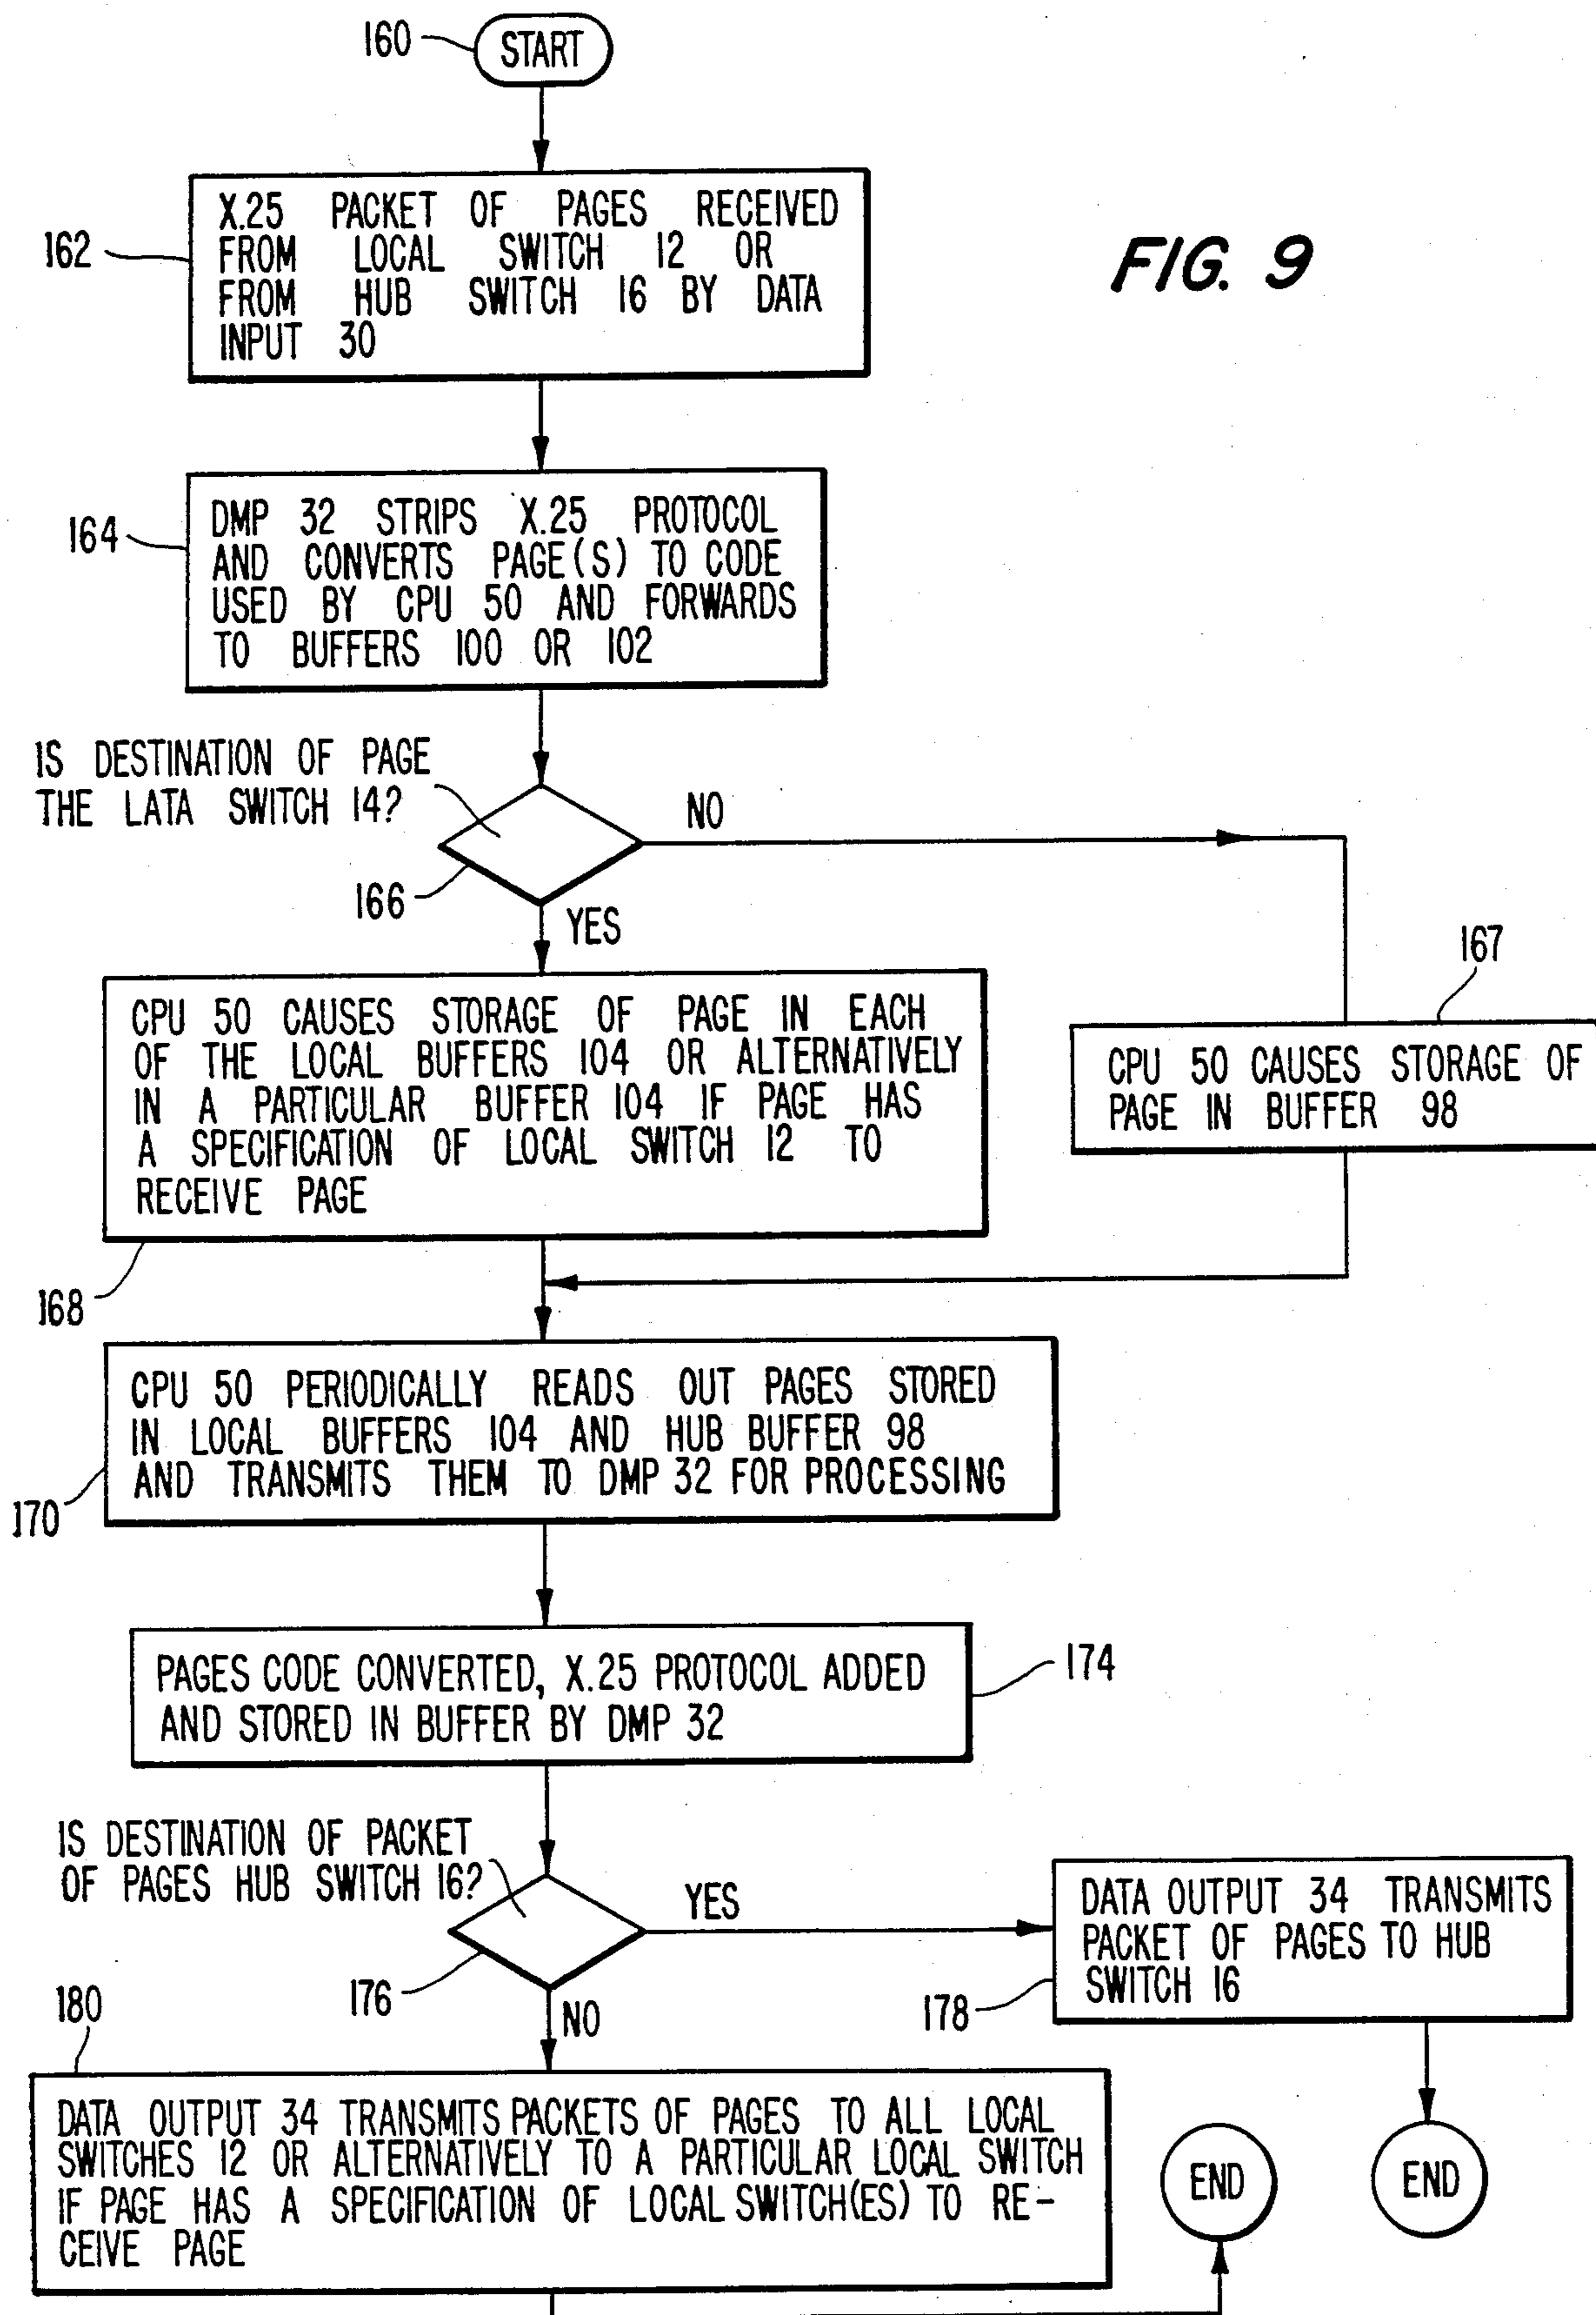 160
START
FIG. 9
162
X.25 PACKET OF PAGES RECEIVED
FROM LOCAL SWITCH 12 OR
FROM HUB SWITCH 16 BY DATA
INPUT 30
164
DMP 32 STRIPS X.25 PROTOCOL
AND CONVERTS PAGE(S) TO CODE
USED BY CPU 50 AND FORWARDS
TO BUFFERS 100 OR 102
IS DESTINATION OF PAGE
THE LATA SWITCH 14?
NO
166
YES
167
CPU 50 CAUSES STORAGE OF
PAGE IN BUFFER 98
CPU 50 CAUSES STORAGE OF PAGE IN EACH
OF THE LOCAL BUFFERS 104 OR ALTERNATIVELY
IN A PARTICULAR BUFFER 104 IF PAGE HAS
A SPECIFICATION OF LOCAL SWITCH 12 TO
RECEIVE PAGE
168
CPU 50 PERIODICALLY READS OUT PAGES STORED
IN LOCAL BUFFERS 104 AND HUB BUFFER 98
AND TRANSMITS THEM TO DMP 32 FOR PROCESSING
170
PAGES CODE CONVERTED, X.25 PROTOCOL ADDED
AND STORED IN BUFFER BY DMP 32
174
IS DESTINATION OF PACKET
OF PAGES HUB SWITCH 16?
YES
176
NO
DATA OUTPUT 34 TRANSMITS
PACKET OF PAGES TO HUB
SWITCH 16
178
180
DATA OUTPUT 34 TRANSMITS PACKETS OF PAGES TO ALL LOCAL
SWITCHES 12 OR ALTERNATIVELY TO A PARTICULAR LOCAL SWITCH
IF PAGE HAS A SPECIFICATION OF LOCAL SWITCH(ES) TO RE-
CEIVE PAGE
END
END